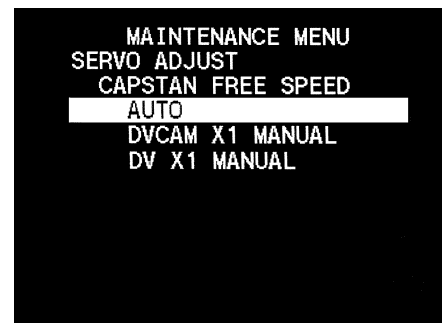 MAINTENANCE MENU
SERVO ADJUST
CAPSTAN FREE SPEED
AUTO
DVCAM X1 MANUAL
DV X1 MANUAL